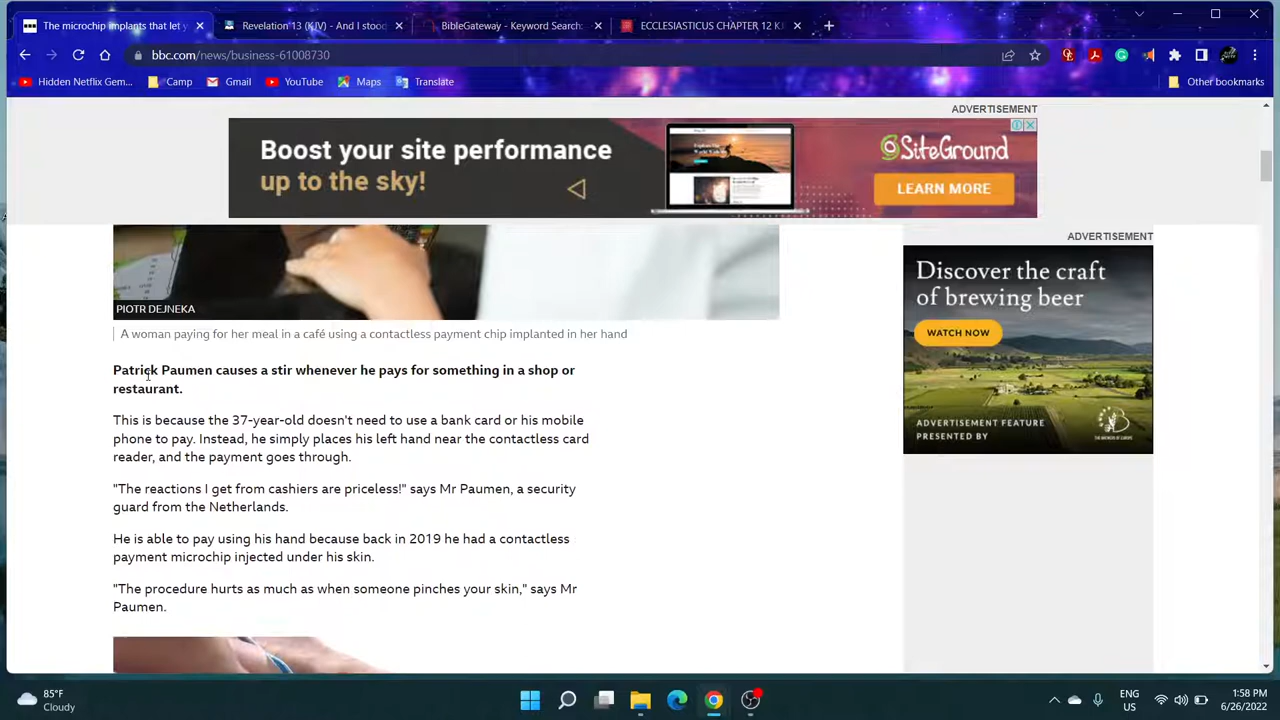 The microchip implants that let y
Revelation 13 (KJV) - And I stood
BibleGateway - Keyword Search:
ECCLESIASTICUS CHAPTER 12 KJ
bbc.com/news/business-61008730
Hidden Netflix Gem...
Camp
Gmail
YouTube
Maps
Translate
Other bookmarks
ADVERTISEMENT
Boost your site performance
up to the sky!
SiteGround
LEARN MORE
ADVERTISEMENT
Discover the craft
of brewing beer
WATCH NOW
ADVERTISEMENT FEATURE
PRESENTED BY
PIOTR DEJNEKA
A woman paying for her meal in a café using a contactless payment chip implanted in her hand
Patrick Paumen causes a stir whenever he pays for something in a shop or
restaurant.
This is because the 37-year-old doesn't need to use a bank card or his mobile
phone to pay. Instead, he simply places his left hand near the contactless card
reader, and the payment goes through.
"The reactions I get from cashiers are priceless!" says Mr Paumen, a security
guard from the Netherlands.
He is able to pay using his hand because back in 2019 he had a contactless
payment microchip injected under his skin.
"The procedure hurts as much as when someone pinches your skin," says Mr
Paumen.
85°F
Cloudy
ENG
US
1:58 PM
6/26/2022